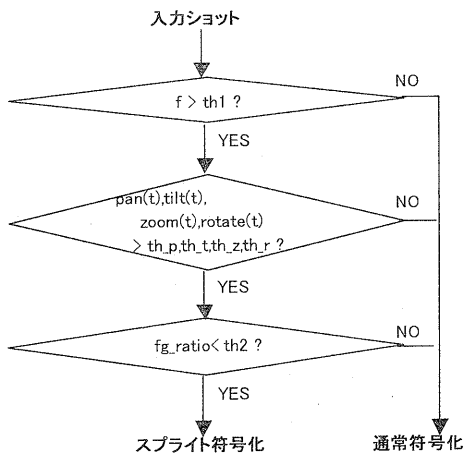 入力ショット
f > th1 ?
NO
YES
pan(t),tilt(t),
zoom(t),rotate(t)
> th_p,th_t,th_z,th_r ?
NO
YES
fg_ratio< th2 ?
NO
YES
スプライト符号化
通常符号化